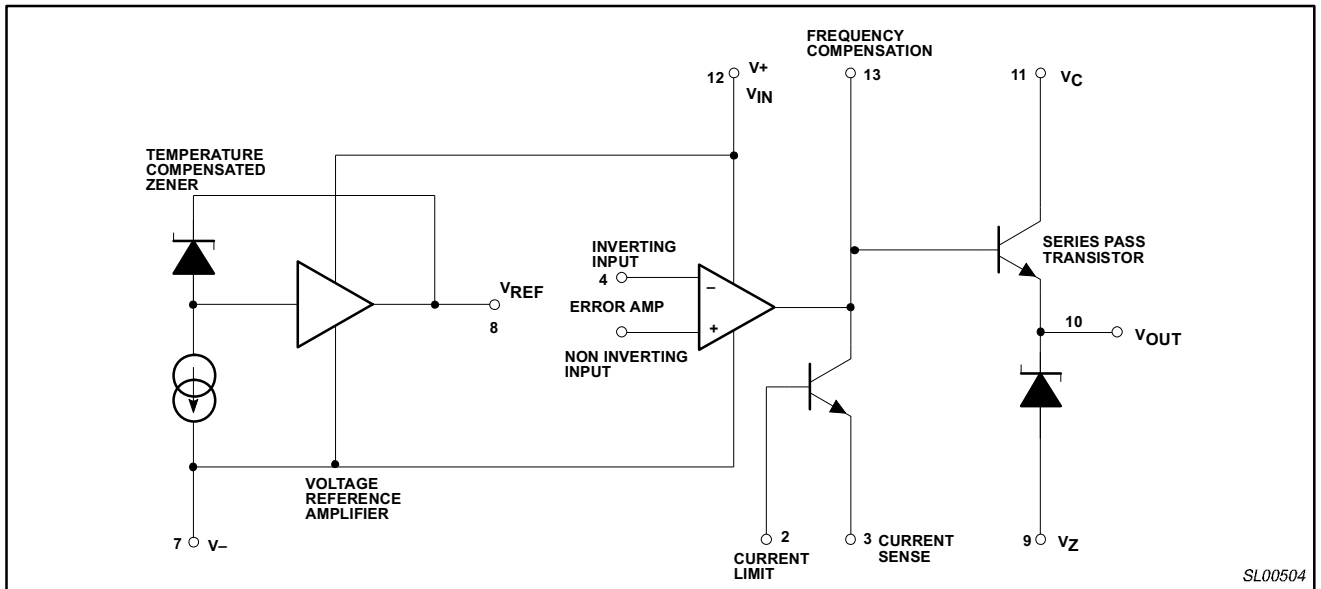 FREQUENCY
COMPENSATION
12
V+
VIN
13
11
VC
TEMPERATURE
COMPENSATED
ZENER
INVERTING
INPUT
4
−
SERIES PASS
TRANSISTOR
VREF
8
ERROR AMP
+
10
VOUT
NON INVERTING
INPUT
VOLTAGE
REFERENCE
AMPLIFIER
7
V–
2
CURRENT
LIMIT
3
CURRENT
SENSE
9
VZ
SL00504